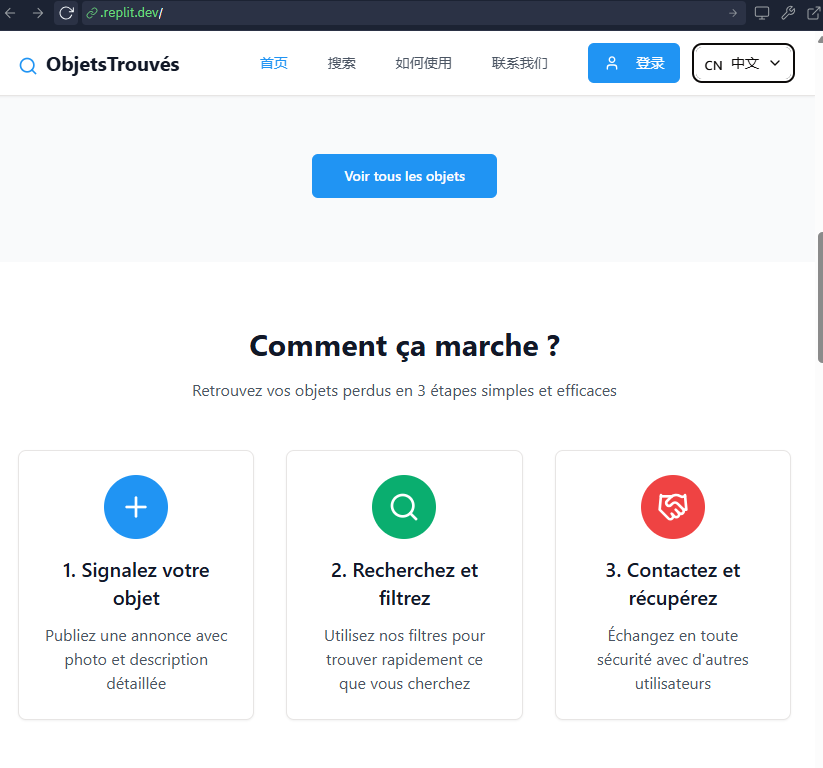 .replit.dev/
ObjetsTrouvés 首页 搜索 如何使用 联系我们 登录 CN 中文
Voir tous les objets
Comment ça marche ?
Retrouvez vos objets perdus en 3 étapes simples et efficaces
1. Signalez votre
objet
Publiez une annonce avec
photo et description
détaillée
2. Recherchez et
filtrez
Utilisez nos filtres pour
trouver rapidement ce
que vous cherchez
3. Contactez et
récupérez
Échangez en toute
sécurité avec d'autres
utilisateurs